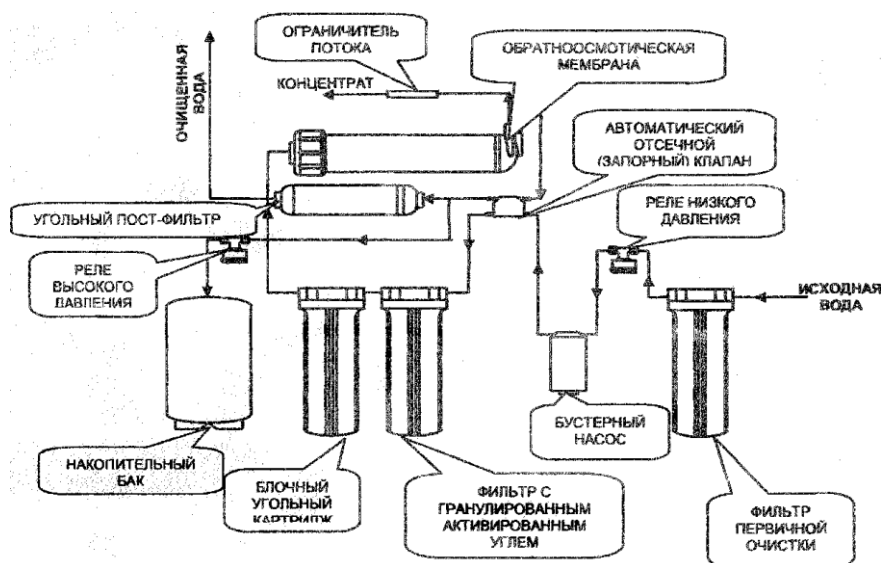 ОГРАНИЧИТЕЛЬ
ПОТОКА
ОБРАТНООСМОТИЧЕСКАЯ
МЕМБРАНА
КОНЦЕНТРАТ
ОЧИЩЕННАЯ
ВОДА
АВТОМАТИЧЕСКИЙ
ОТСЕЧНОЙ
(ЗАПОРНЫЙ) КЛАПАН
РЕЛЕ НИЗКОГО
ДАВЛЕНИЯ
УГОЛЬНЫЙ ПОСТ-ФИЛЬТР
РЕЛЕ
ВЫСОКОГО
ДАВЛЕНИЯ
ИСХОДНАЯ
ВОДА
БУСТЕРНЫЙ
НАСОС
НАКОПИТЕЛЬНЫЙ
БАК
БЛОЧНЫЙ
УГОЛЬНЫЙ
КАРТРИДЖ
ФИЛЬТР С
ГРАНУЛИРОВАННЫМ
АКТИВИРОВАННЫМ
УГЛЕМ
ФИЛЬТР
ПЕРВИЧНОЙ
ОЧИСТКИ